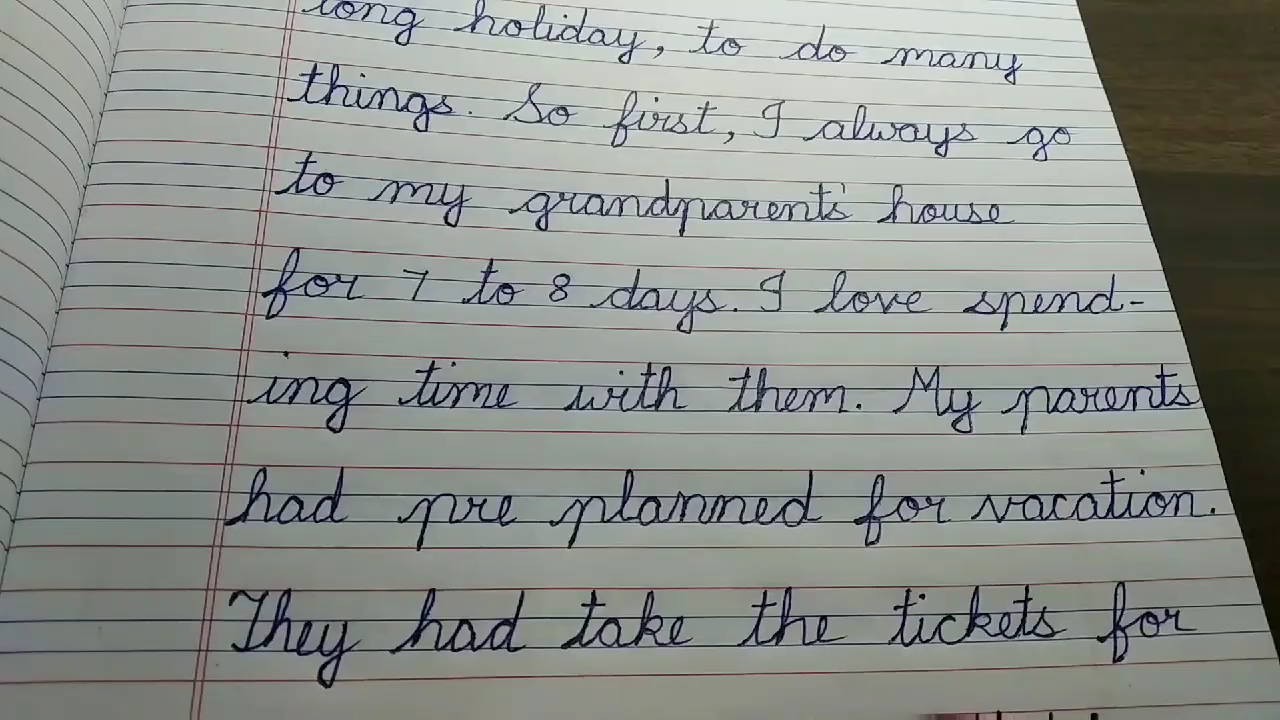 long holiday, to do many
things. So first, I always go
to my grandparent's house
for 7 to 8 days. I love spend-
ing time with them. My parents
had pre planned for vacation.
They had take the tickets for